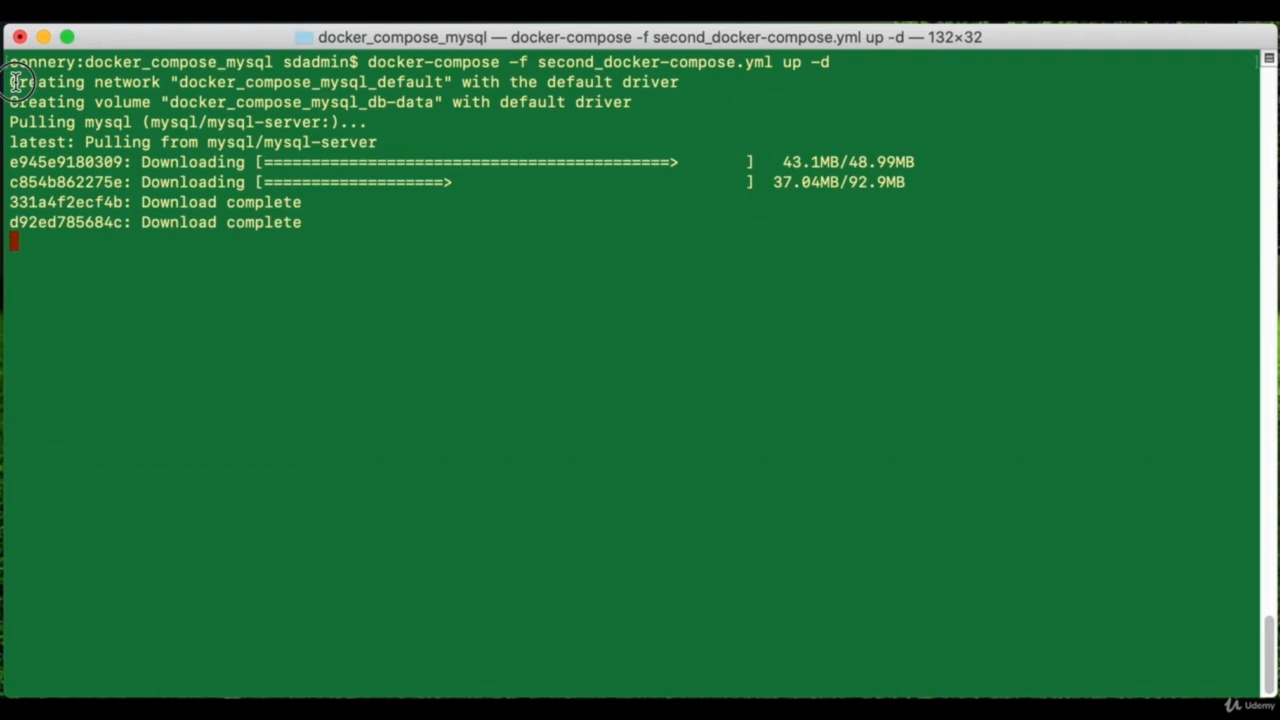 docker_compose_mysql — docker-compose -f second_docker-compose.yml up -d — 132×32
onnery:docker_compose_mysql sdadmin$ docker-compose -f second_docker-compose.yml up -d
Creating network "docker_compose_mysql_default" with the default driver
Creating volume "docker_compose_mysql_db-data" with default driver
Pulling mysql (mysql/mysql-server:)...
latest: Pulling from mysql/mysql-server
e945e9180309: Downloading [===========================================>       ]   43.1MB/48.99MB
c854b862275e: Downloading [===================>                               ]  37.04MB/92.9MB
331a4f2ecf4b: Download complete
d92ed785684c: Download complete
Udemy